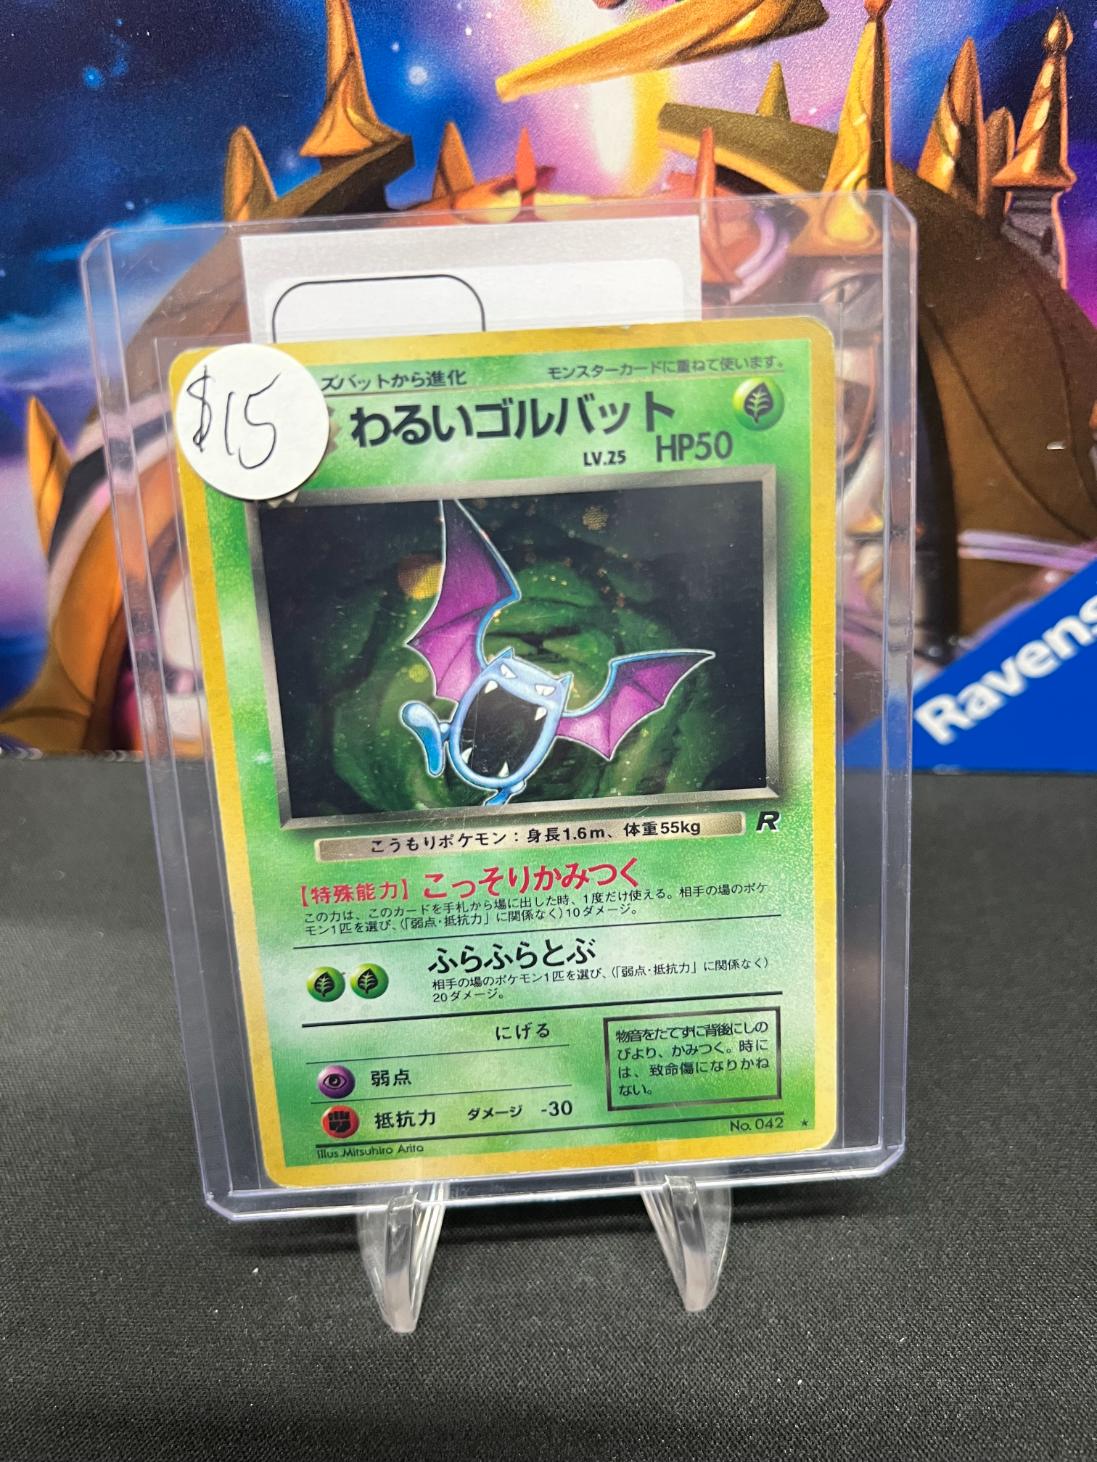 $15
ズバットから進化
モンスターカードに重ねて使います。
わるいゴルバット
LV.25 HP50
こうもりポケモン：身長1.6m、体重55kg
R
【特殊能力】こっそりかみつく
この力は、このカードを手札から場に出した時、1度だけ使える。相手の場のポケ
モン1匹を選び、(「弱点・抵抗力」に関係なく)10ダメージ。
ふらふらとぶ
相手の場のポケモン1匹を選び、(「弱点・抵抗力」に関係なく)
20ダメージ。
にげる
弱点
抵抗力 ダメージ -30
物音をたてずに背後にしの
びより、かみつく。時に
は、致命傷になりかね
ない。
No. 042 ★
Illus. Mitsuhiro Arita
Ravens